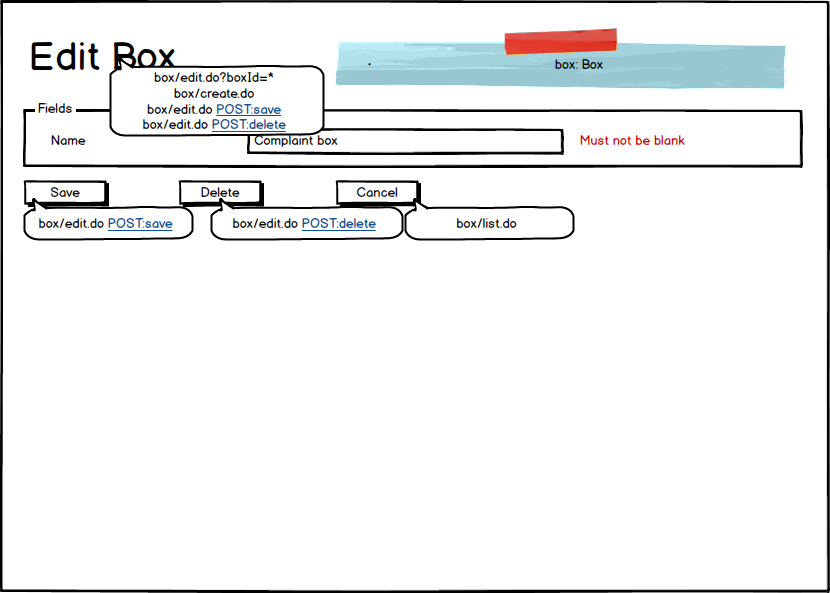 Edit Box
box: Box
box/edit.do?boxId=*
box/create.do
box/edit.do POST:save
box/edit.do POST:delete
Fields
Name
Complaint box
Must not be blank
Save
Delete
Cancel
box/edit.do POST:save
box/edit.do POST:delete
box/list.do